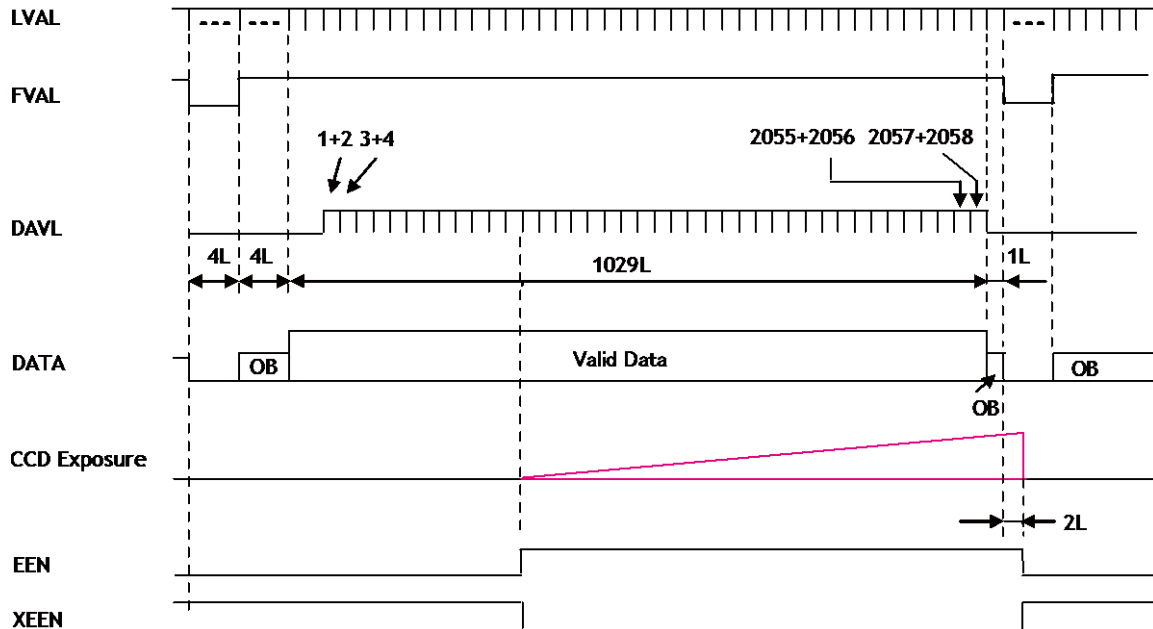 LVAL
FVAL
1+2 3+4
2055+2056 2057+2058
DAVL
4L 4L 1029L 1L
DATA
OB Valid Data OB
OB
CCD Exposure
2L
EEN
XEEN